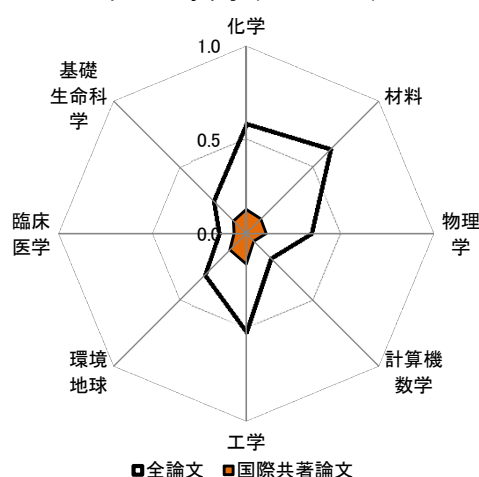 化学
1.0
基礎
生命科
学
材料
0.5
臨床
医学
0.0
物理
学
環境
地球
計算機
数学
工学
全論文 国際共著論文